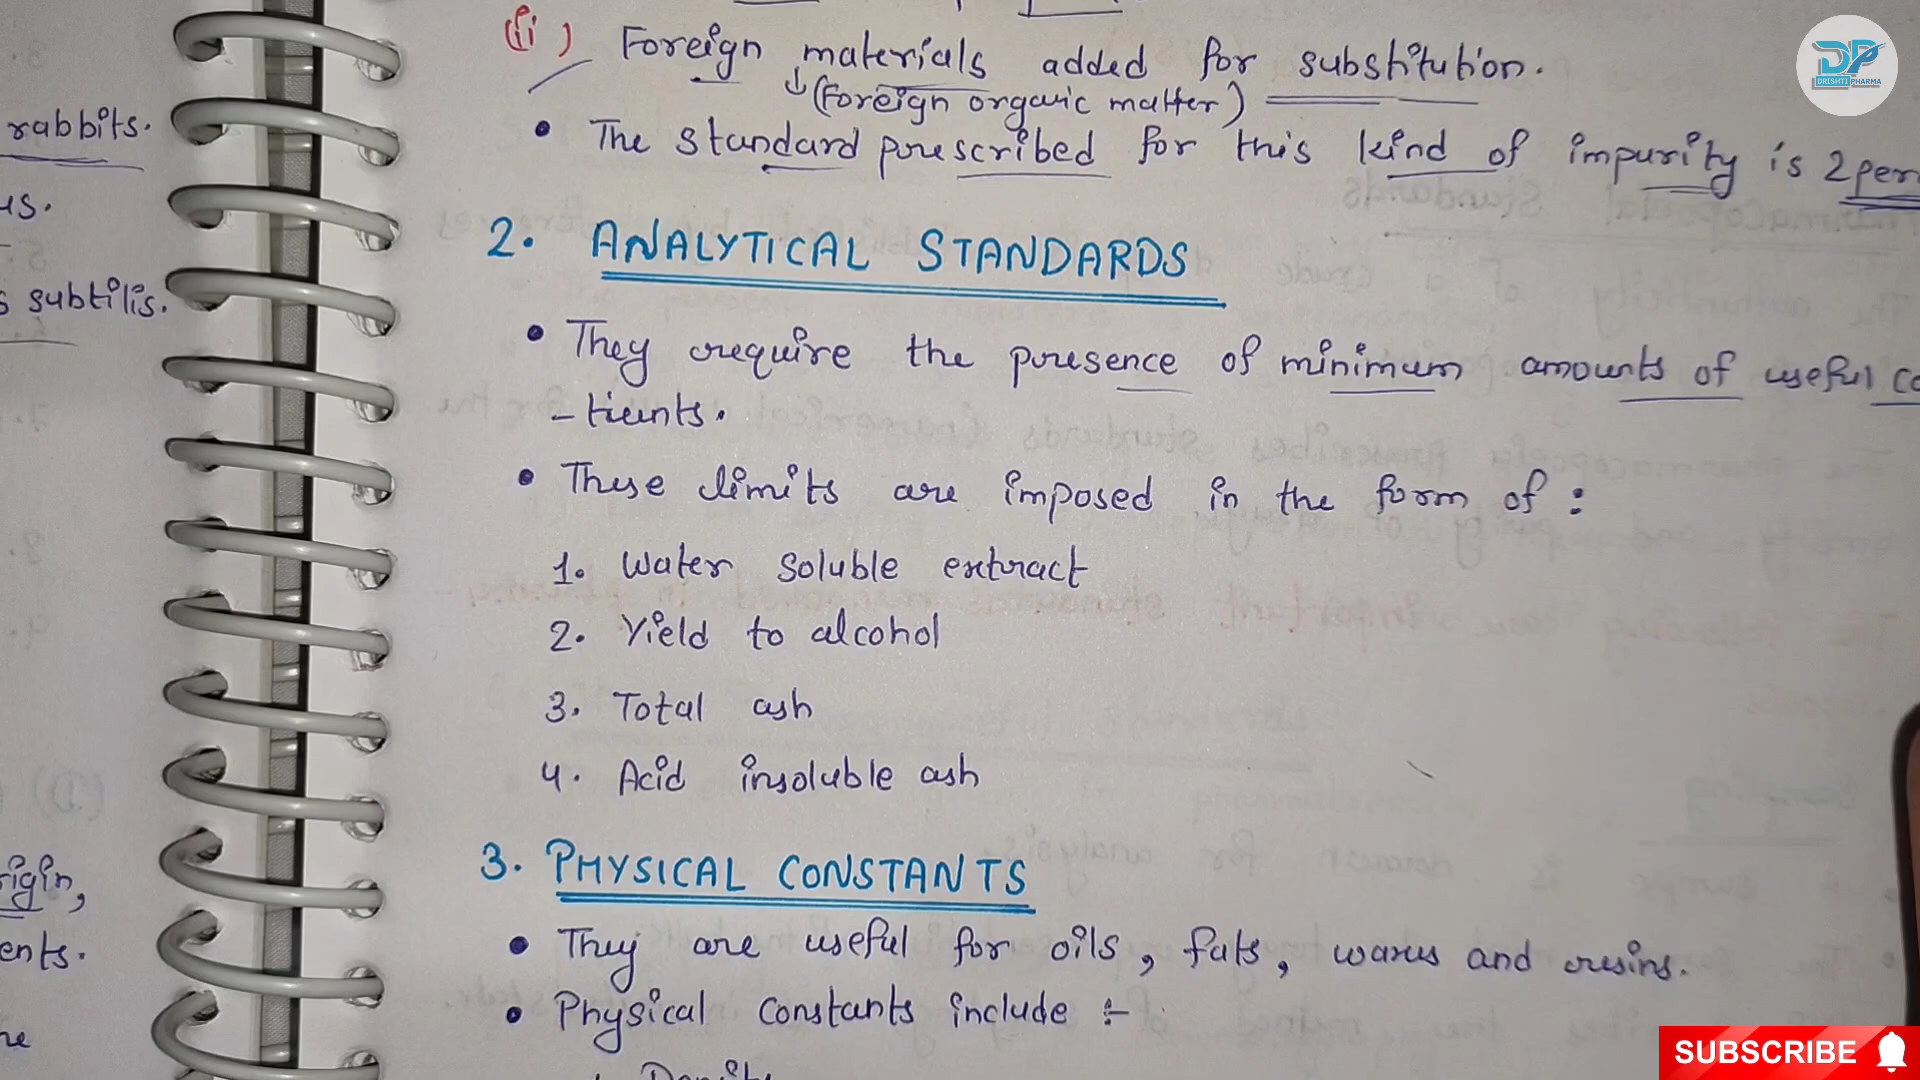 (ii) Foreign materials added for substitution.
(Foreign organic matter)
• The standard prescribed for this kind of impurity is 2 per
2. ANALYTICAL STANDARDS
• They require the presence of minimum amounts of useful co
- tients.
• These limits are imposed in the form of :
1. Water soluble extract
2. Yield to alcohol
3. Total ash
4. Acid insoluble ash
3. PHYSICAL CONSTANTS
• They are useful for oils, fats, waxes and resins.
• Physical constants include :-
rabbits.
us.
s subtilis.
rigin,
ents.
DP
DRISHTI PHARMA
SUBSCRIBE